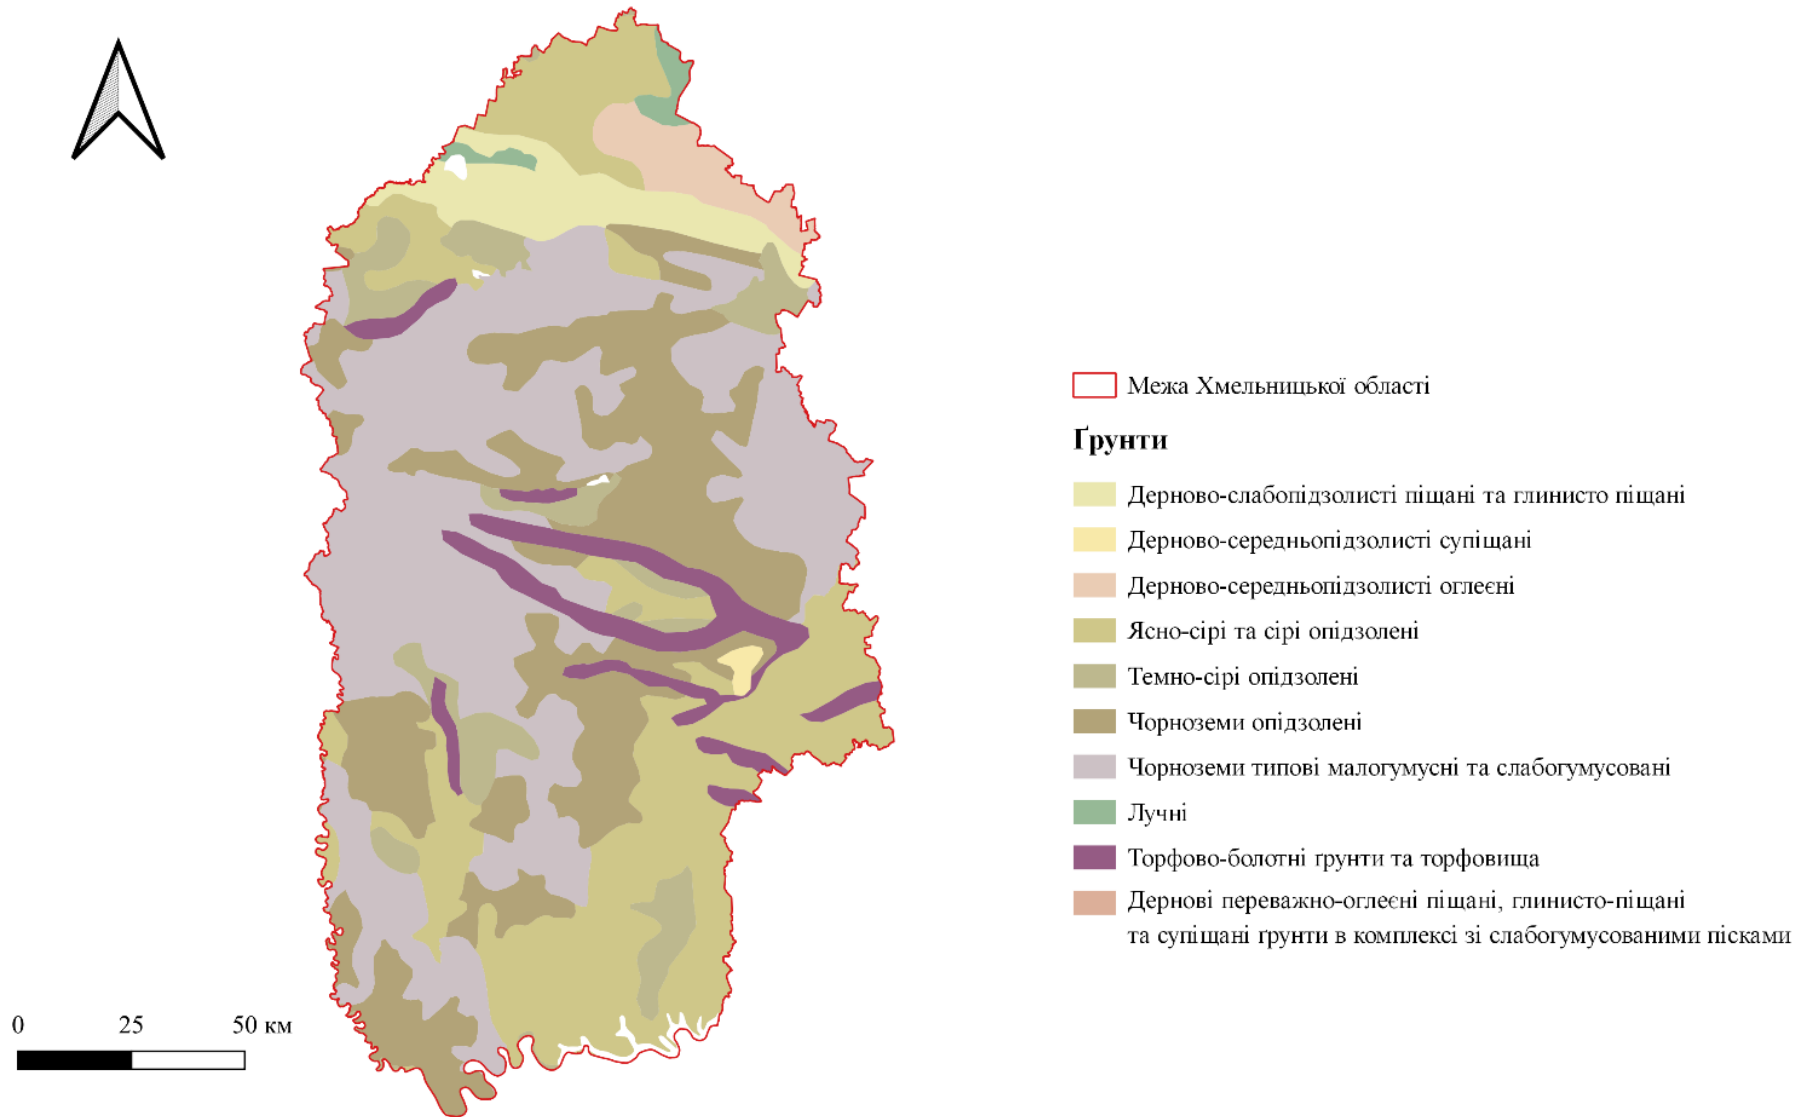 Межа Хмельницької області
Ґрунти
Дерново-слабопідзолисті піщані та глинисто піщані
Дерново-середньопідзолисті супіщані
Дерново-середньопідзолисті оглеєні
Ясно-сірі та сірі опідзолені
Темно-сірі опідзолені
Чорноземи опідзолені
Чорноземи типові малогумусні та слабогумусовані
Лучні
Торфово-болотні ґрунти та торфовища
Дернові переважно-оглеєні піщані, глинисто-піщані
та супіщані ґрунти в комплексі зі слабогумусованими пісками
0 25 50 км